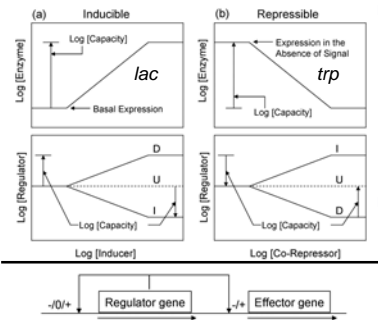 (a) Inducible
(b) Repressible
Log [Enzyme]
Log [Capacity]
lac
Basal Expression
Log [Enzyme]
Expression in the
Absence of Signal
trp
Log [Capacity]
Log [Regulator]
D
U
I
Log [Capacity]
Log [Inducer]
Log [Regulator]
I
U
D
Log [Capacity]
Log [Co-Repressor]
-/0/+
Regulator gene
-/+
Effector gene